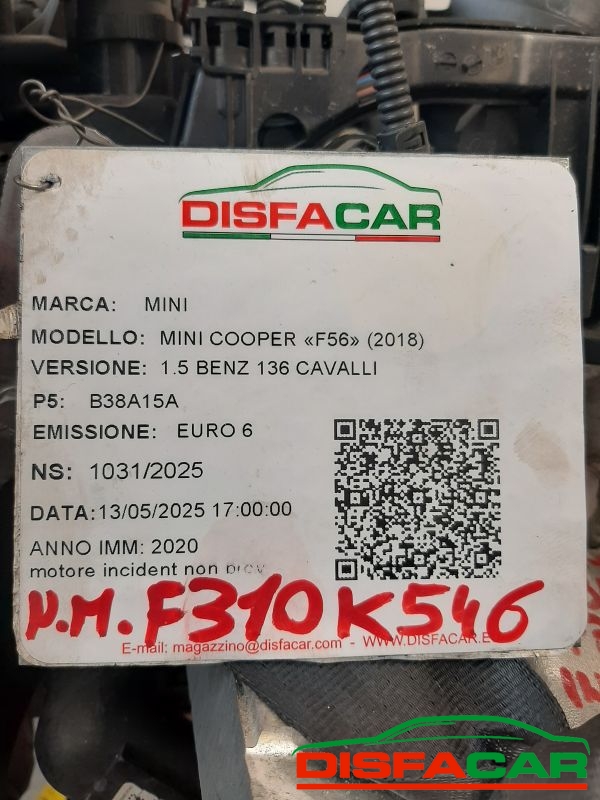 DISFACAR
MARCA: MINI
MODELLO: MINI COOPER «F56» (2018)
VERSIONE: 1.5 BENZ 136 CAVALLI
P5: B38A15A
EMISSIONE: EURO 6
NS: 1031/2025
DATA:13/05/2025 17:00:00
ANNO IMM: 2020
motore incident non prov
N.M. F310K546
E-mail: magazzino@disfacar.com - WWW.DISFACAR.E
DISFACAR